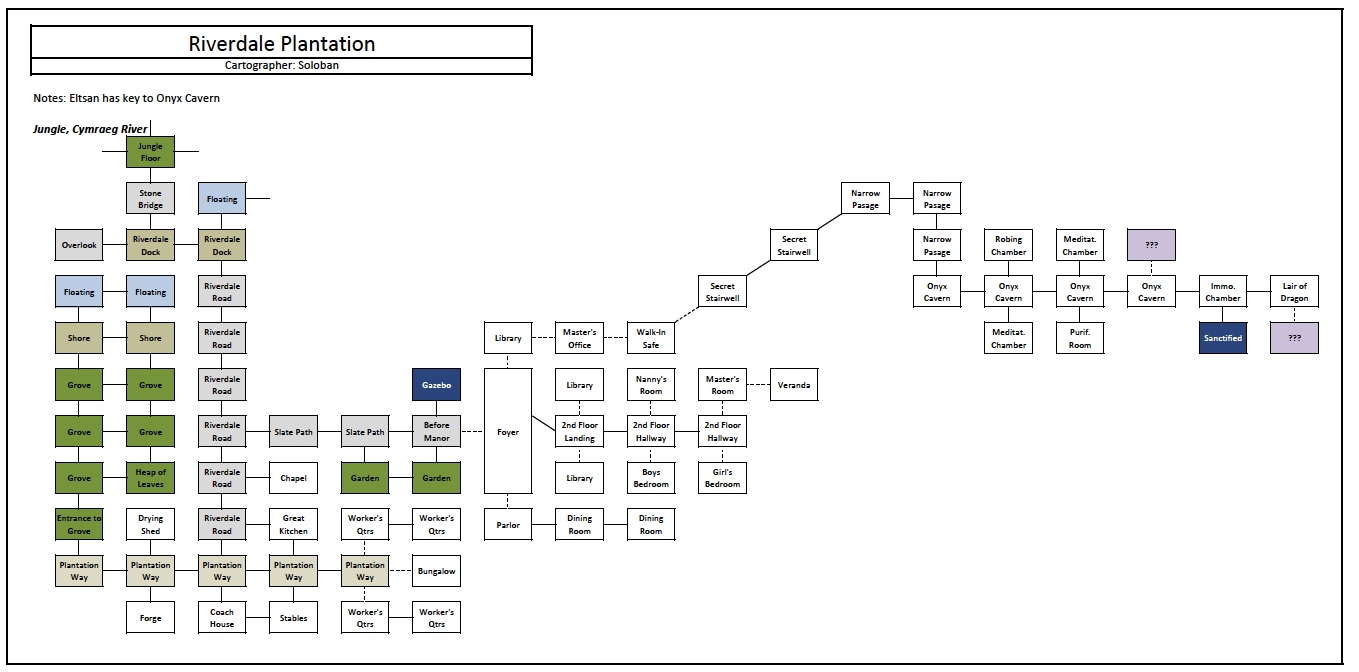 Riverdale Plantation
Cartographer: Soloban
Notes: Eltsan has key to Onyx Cavern
Jungle, Cymraeg River
Jungle
Floor
Stone
Bridge
Floating
Narrow
Pasage
Narrow
Pasage
Overlook
Riverdale
Dock
Riverdale
Dock
Secret
Stairwell
Narrow
Pasage
Robing
Chamber
Meditat.
Chamber
???
Floating
Floating
Riverdale
Road
Secret
Stairwell
Onyx
Cavern
Onyx
Cavern
Onyx
Cavern
Onyx
Cavern
Immo.
Chamber
Lair of
Dragon
Shore
Shore
Riverdale
Road
Library
Master's
Office
Walk-In
Safe
Meditat.
Chamber
Purif.
Room
Sanctified
???
Grove
Grove
Riverdale
Road
Gazebo
Library
Nanny's
Room
Master's
Room
Veranda
Grove
Grove
Riverdale
Road
Slate Path
Slate Path
Before
Manor
Foyer
2nd Floor
Landing
2nd Floor
Hallway
2nd Floor
Hallway
Grove
Heap of
Leaves
Riverdale
Road
Chapel
Garden
Garden
Library
Boys
Bedroom
Girl's
Bedroom
Entrance to
Grove
Drying
Shed
Riverdale
Road
Great
Kitchen
Worker's
Qtrs
Worker's
Qtrs
Parlor
Dining
Room
Dining
Room
Plantation
Way
Plantation
Way
Plantation
Way
Plantation
Way
Plantation
Way
Bungalow
Forge
Coach
House
Stables
Worker's
Qtrs
Worker's
Qtrs